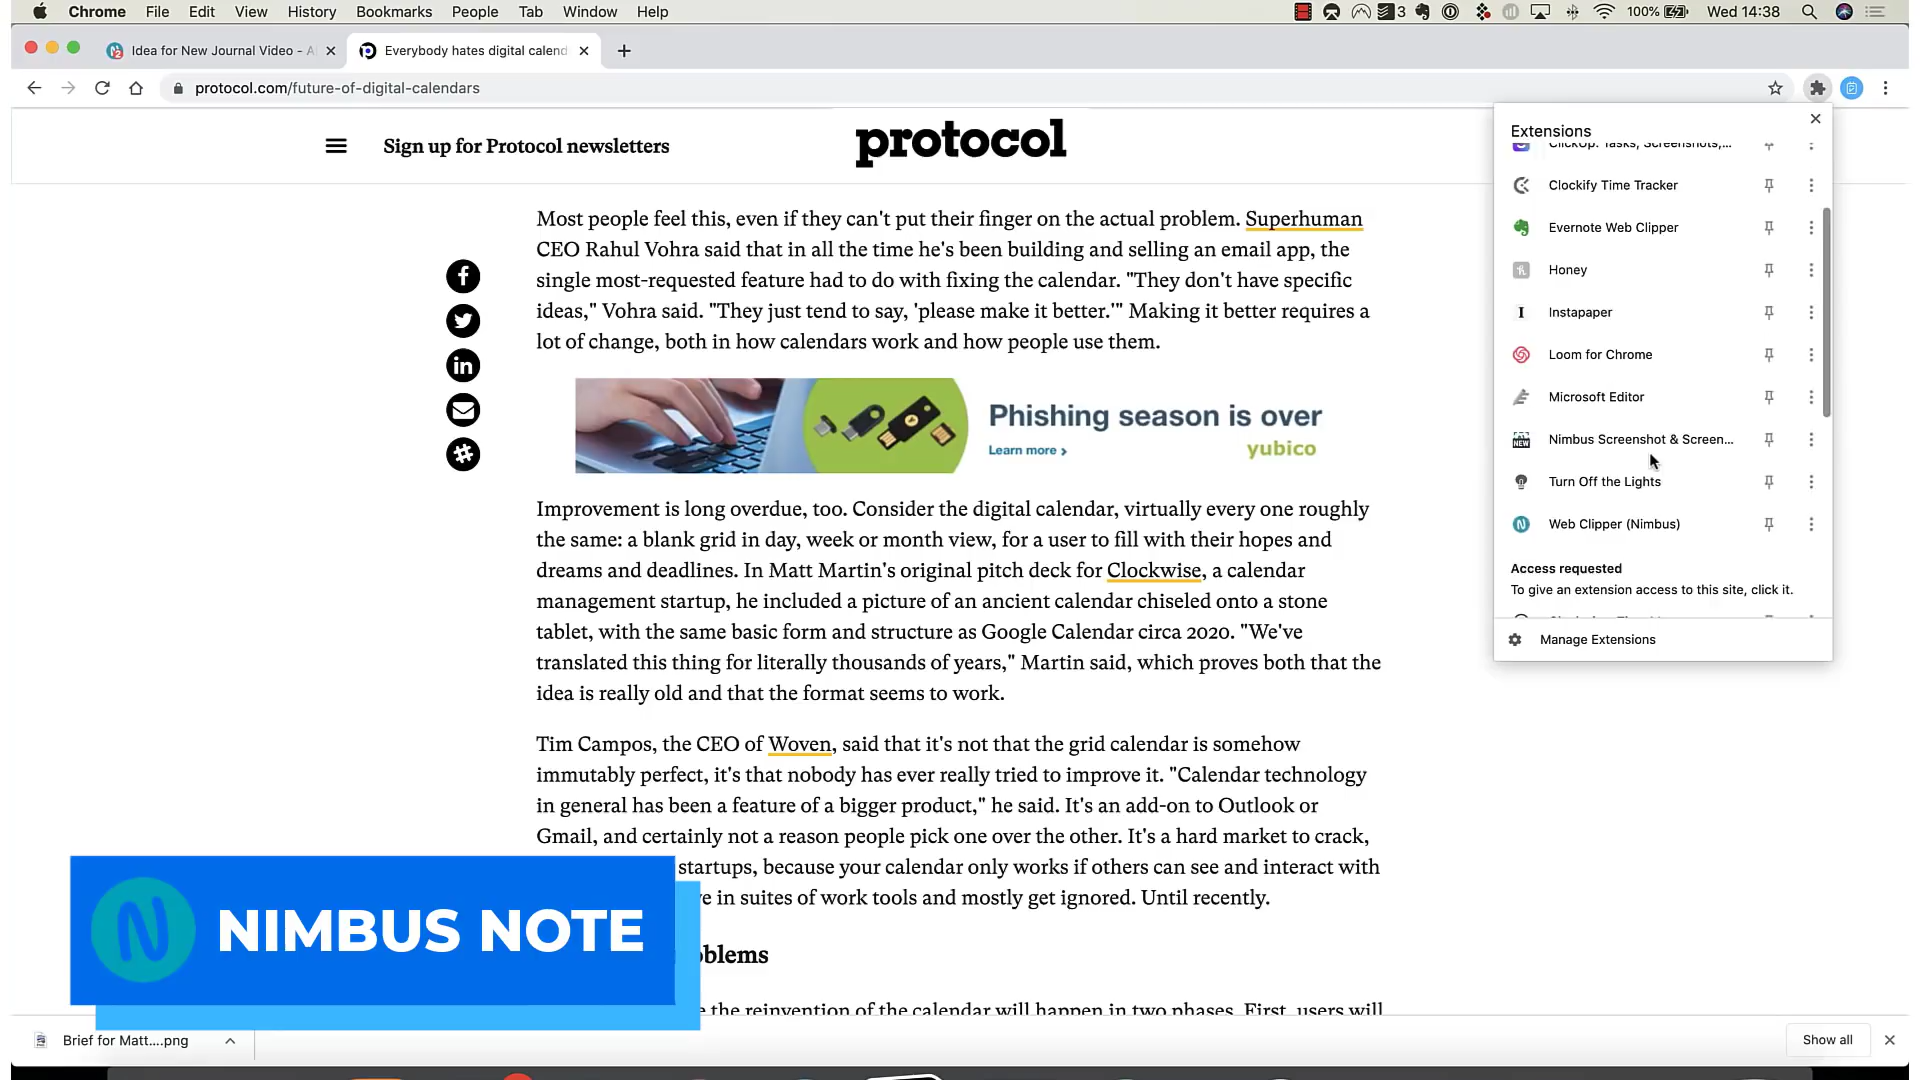 Chrome File Edit View History Bookmarks People Tab Window Help
3 100% Wed 14:38
Idea for New Journal Video - A
Everybody hates digital calend
protocol.com/future-of-digital-calendars
Sign up for Protocol newsletters
protocol
Most people feel this, even if they can't put their finger on the actual problem. Superhuman
CEO Rahul Vohra said that in all the time he's been building and selling an email app, the
single most-requested feature had to do with fixing the calendar. "They don't have specific
ideas," Vohra said. "They just tend to say, 'please make it better.'" Making it better requires a
lot of change, both in how calendars work and how people use them.
Phishing season is over
Learn more ›
yubico
NEW
Improvement is long overdue, too. Consider the digital calendar, virtually every one roughly
the same: a blank grid in day, week or month view, for a user to fill with their hopes and
dreams and deadlines. In Matt Martin's original pitch deck for Clockwise, a calendar
management startup, he included a picture of an ancient calendar chiseled onto a stone
tablet, with the same basic form and structure as Google Calendar circa 2020. "We've
translated this thing for literally thousands of years," Martin said, which proves both that the
idea is really old and that the format seems to work.
Tim Campos, the CEO of Woven, said that it's not that the grid calendar is somehow
immutably perfect, it's that nobody has ever really tried to improve it. "Calendar technology
in general has been a feature of a bigger product," he said. It's an add-on to Outlook or
Gmail, and certainly not a reason people pick one over the other. It's a hard market to crack,
startups, because your calendar only works if others can see and interact with
e in suites of work tools and mostly get ignored. Until recently.
oblems
e the reinvention of the calendar will happen in two phases. First, users will
Extensions
ClickUp: Tasks, Screenshots,...
Clockify Time Tracker
Evernote Web Clipper
Honey
Instapaper
Loom for Chrome
Microsoft Editor
Nimbus Screenshot & Screen...
Turn Off the Lights
Web Clipper (Nimbus)
Access requested
To give an extension access to this site, click it.
Manage Extensions
NIMBUS NOTE
Brief for Matt....png
Show all